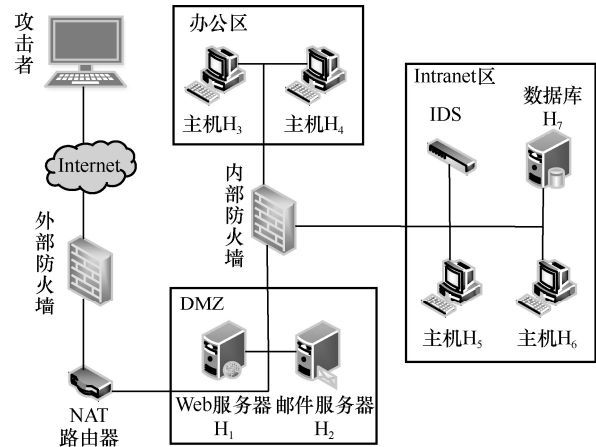 攻击者
Internet
外部防火墙
NAT
路由器
办公区
主机H₃
主机H₄
内部防火墙
DMZ
Web服务器
H₁
邮件服务器
H₂
Intranet区
IDS
数据库
H₇
主机H₅
主机H₆